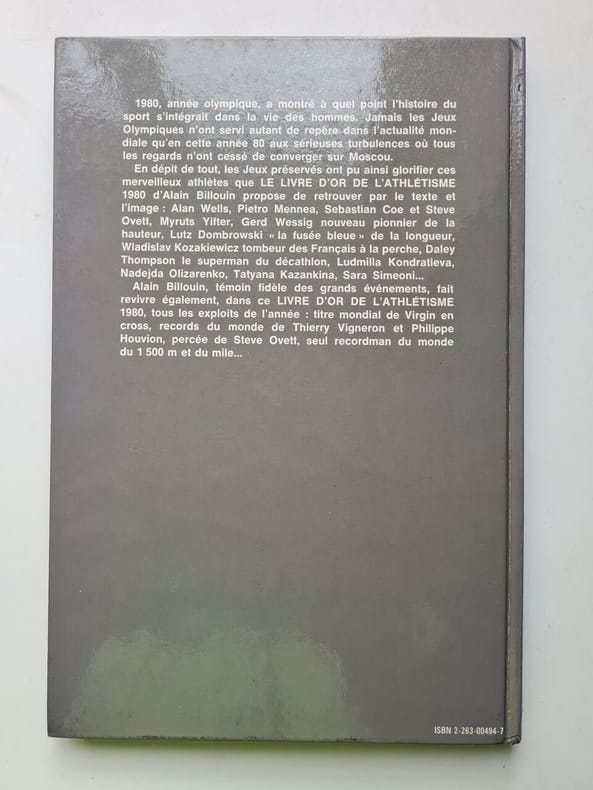 1980, année olympique, a montré à quel point l'histoire du
sport s'intégrait dans la vie des hommes. Jamais les Jeux
Olympiques n'ont servi autant de repère dans l'actualité mon-
diale qu'en cette année 80 aux sérieuses turbulences où tous
les regards n'ont cessé de converger sur Moscou.
En dépit de tout, les Jeux préservés ont pu ainsi glorifier ces
merveilleux athlètes que LE LIVRE D'OR DE L'ATHLÉTISME
1980 d'Alain Billouin propose de retrouver par le texte et
l'image : Alan Wells, Pietro Mennea, Sebastian Coe et Steve
Ovett, Myruts Yifter, Gerd Wessig nouveau pionnier de la
hauteur, Lutz Dombrowski « la fusée bleue » de la longueur,
Wladislav Kozakiewicz tombeur des Français à la perche, Daley
Thompson le superman du décathlon, Ludmilla Kondratieva,
Nadejda Olizarenko, Tatyana Kazankina, Sara Simeoni...
Alain Billouin, témoin fidèle des grands événements, fait
revivre également, dans ce LIVRE D'OR DE L'ATHLÉTISME
1980, tous les exploits de l'année : titre mondial de Virgin en
cross, records du monde de Thierry Vigneron et Philippe
Houvion, percée de Steve Ovett, seul recordman du monde
du 1 500 m et du mile...
ISBN 2-263-00494-7